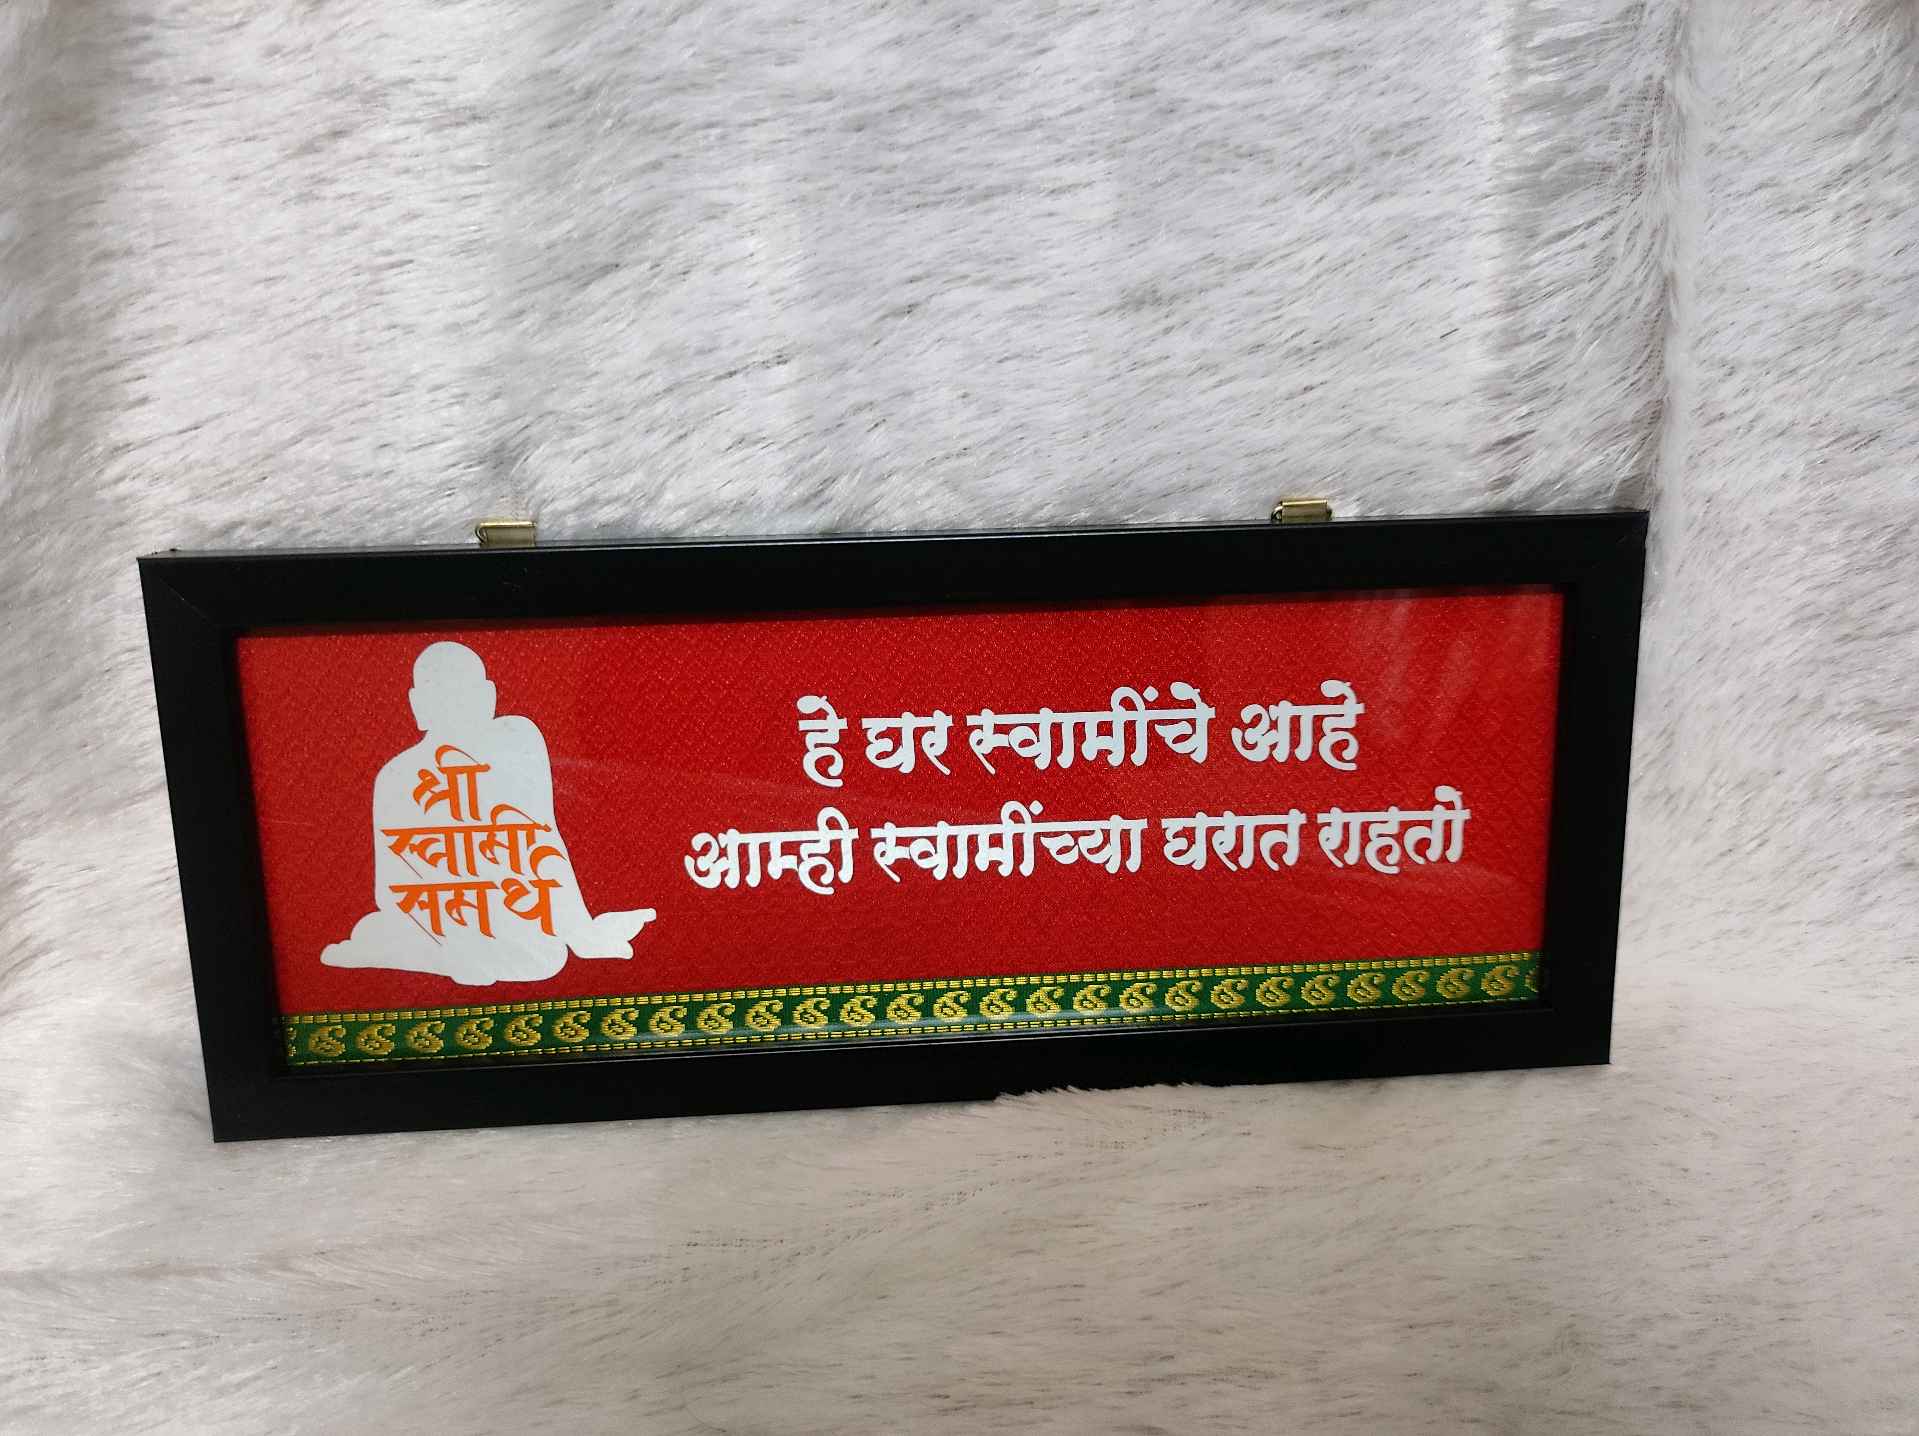 श्री
स्वामी
समर्थ
हे घर स्वामींचे आहे
आम्ही स्वामींच्या घरात राहतो